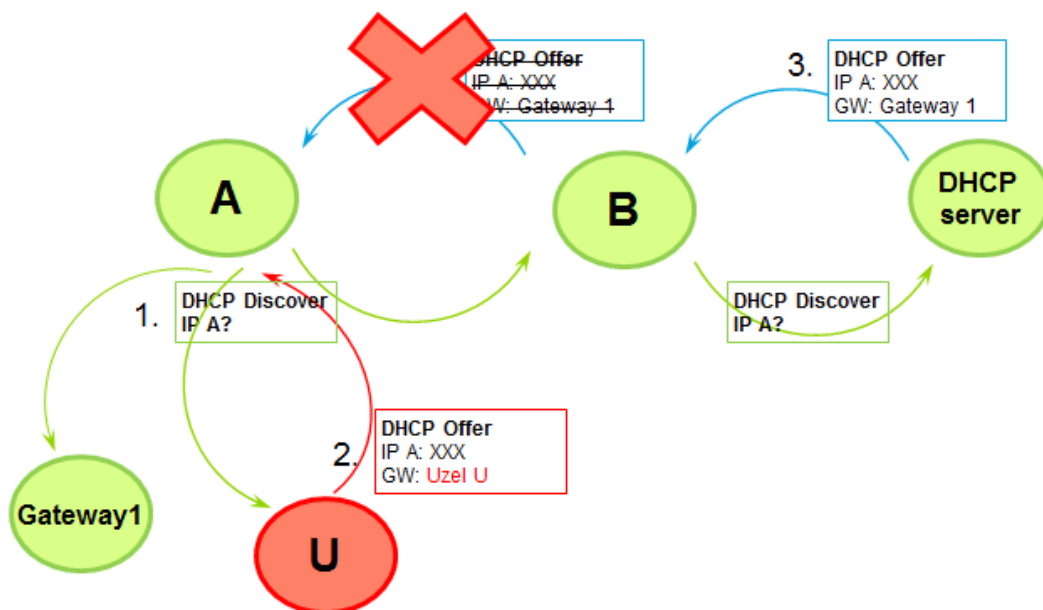 DHCP Offer
IP A: XXX
GW: Gateway 1
3.
DHCP Offer
IP A: XXX
GW: Gateway 1
A
B
DHCP
server
1.
DHCP Discover
IP A?
DHCP Discover
IP A?
2.
DHCP Offer
IP A: XXX
GW: Uzel U
Gateway1
U